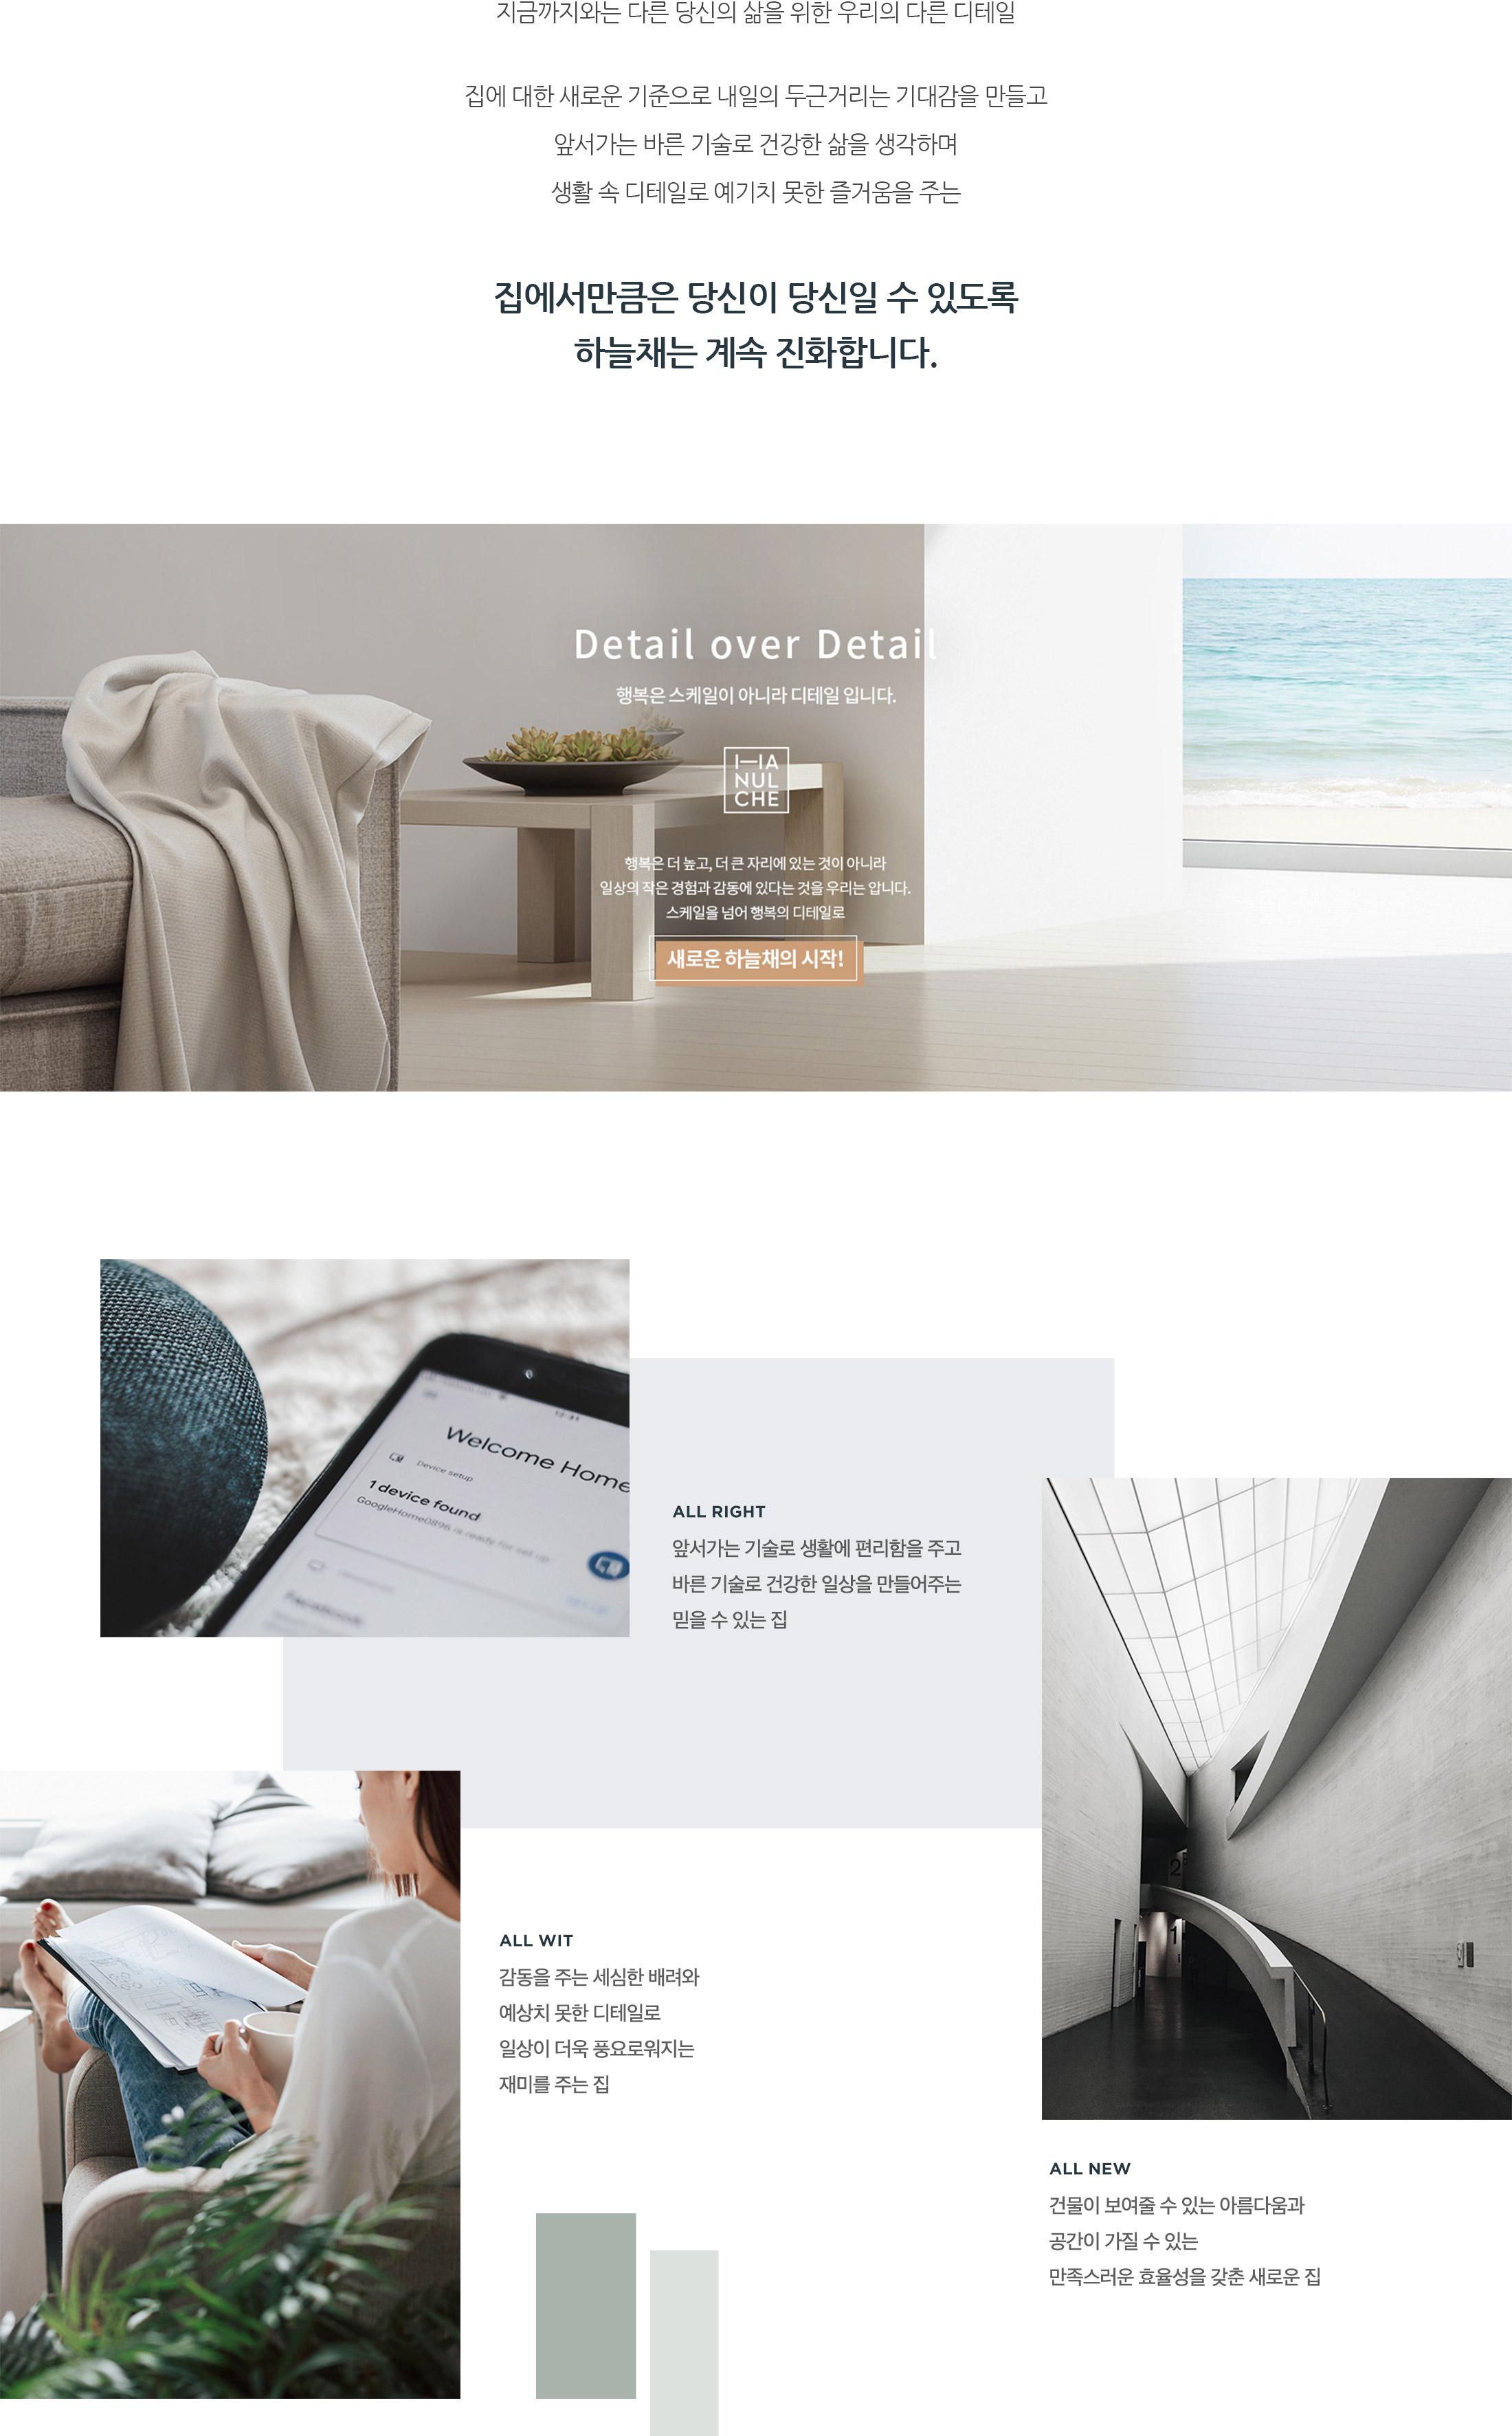 지금까지와는 다른 당신의 삶을 위한 우리의 다른 디테일
집에 대한 새로운 기준으로 내일의 두근거리는 기대감을 만들고
앞서가는 바른 기술로 건강한 삶을 생각하며
생활 속 디테일로 예기치 못한 즐거움을 주는
집에서만큼은 당신이 당신일 수 있도록
하늘채는 계속 진화합니다.
Detail over Detail
행복은 스케일이 아니라 디테일 입니다.
HA
NUL
CHE
행복은 더 높고, 더 큰 자리에 있는 것이 아니라
일상의 작은 경험과 감동에 있다는 것을 우리는 압니다.
스케일을 넘어 행복의 디테일로
새로운 하늘채의 시작!
12:31
Welcome Home
Device setup
1 device found
GoogleHome0896 is ready for set up
SET UP
Facebook
ALL RIGHT
앞서가는 기술로 생활에 편리함을 주고
바른 기술로 건강한 일상을 만들어주는
믿을 수 있는 집
2
1
ALL WIT
감동을 주는 세심한 배려와
예상치 못한 디테일로
일상이 더욱 풍요로워지는
재미를 주는 집
ALL NEW
건물이 보여줄 수 있는 아름다움과
공간이 가질 수 있는
만족스러운 효율성을 갖춘 새로운 집